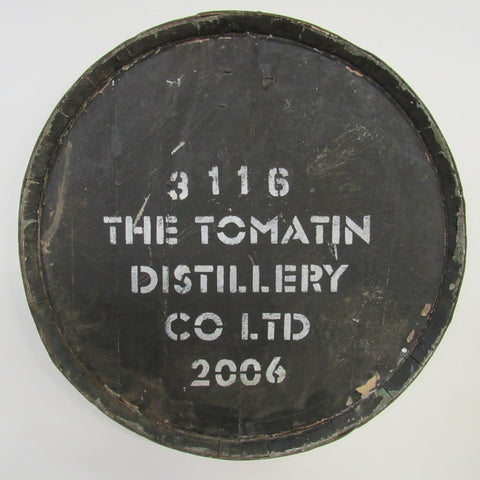 3116
THE TOMATIN
DISTILLERY
CO LTD
2006